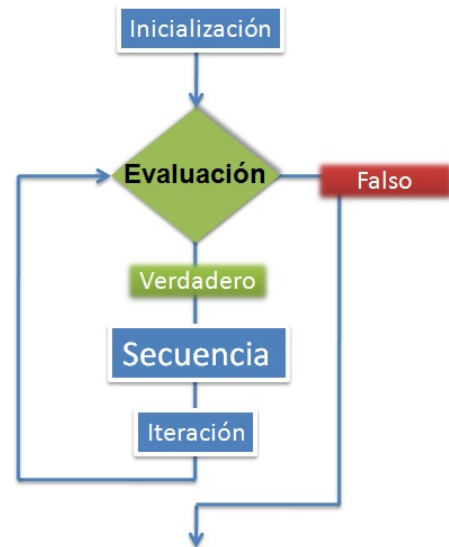 Inicialización
Evaluación
Falso
Verdadero
Secuencia
Iteración